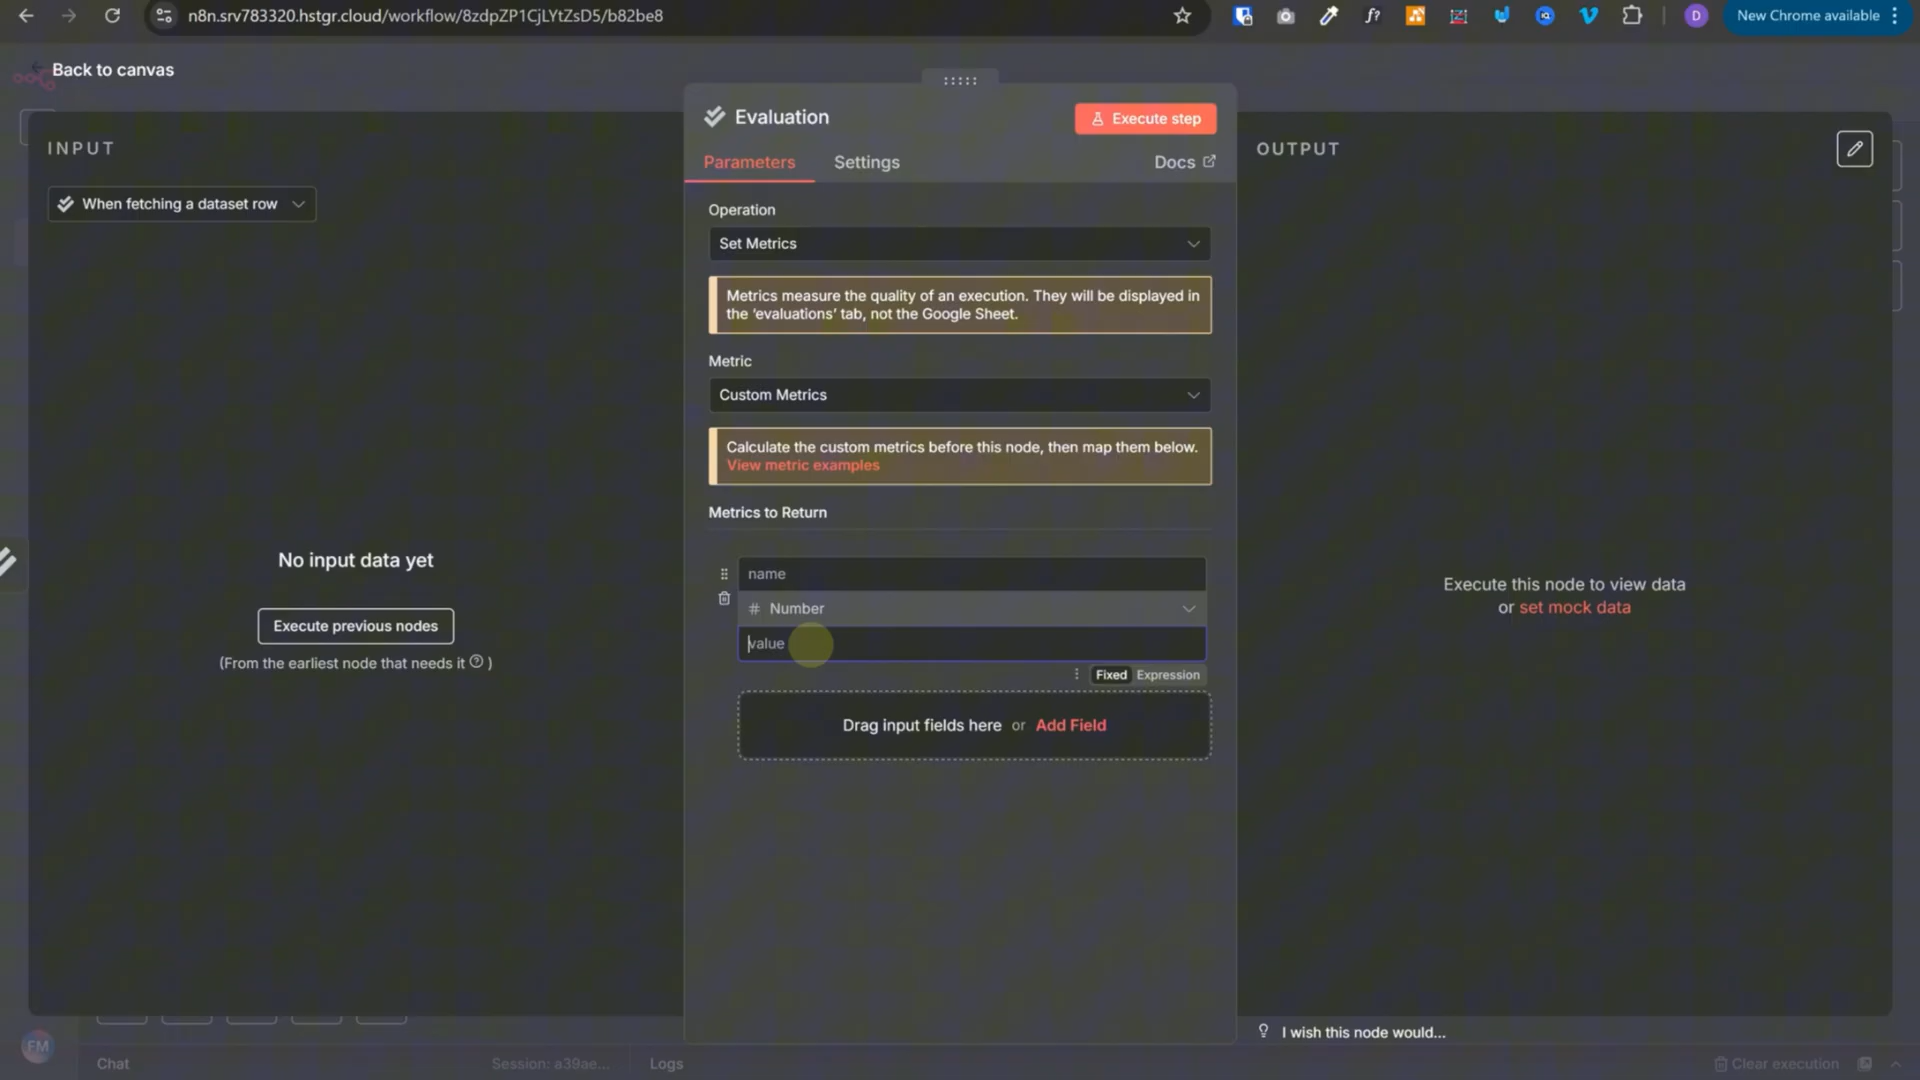 n8n.srv783320.hstgr.cloud/workflow/8zdpZP1CjLYtZsD5/b82be8
f?
D
New Chrome available
Back to canvas
INPUT
When fetching a dataset row
No input data yet
Execute previous nodes
(From the earliest node that needs it ? )
Evaluation
Execute step
Parameters
Settings
Docs
Operation
Set Metrics
Metrics measure the quality of an execution. They will be displayed in
the 'evaluations' tab, not the Google Sheet.
Metric
Custom Metrics
Calculate the custom metrics before this node, then map them below.
View metric examples
Metrics to Return
name
# Number
value
Fixed Expression
Drag input fields here or Add Field
OUTPUT
Execute this node to view data
or set mock data
I wish this node would...
FM
Chat
Session: a39ae...
Logs
Clear execution